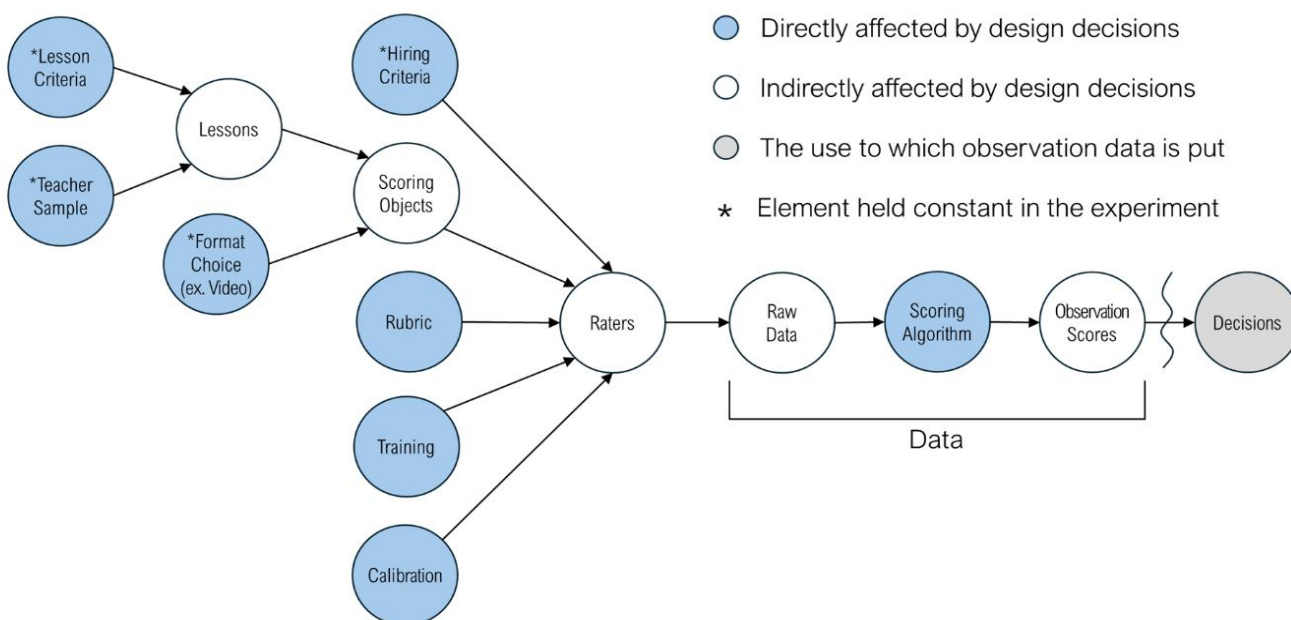 *Lesson
Criteria
*Teacher
Sample
Lessons
*Format
Choice
(ex. Video)
*Hiring
Criteria
Scoring
Objects
Rubric
Training
Calibration
Raters
Raw
Data
Scoring
Algorithm
Observation
Scores
Decisions
Data
Directly affected by design decisions
Indirectly affected by design decisions
The use to which observation data is put
* Element held constant in the experiment